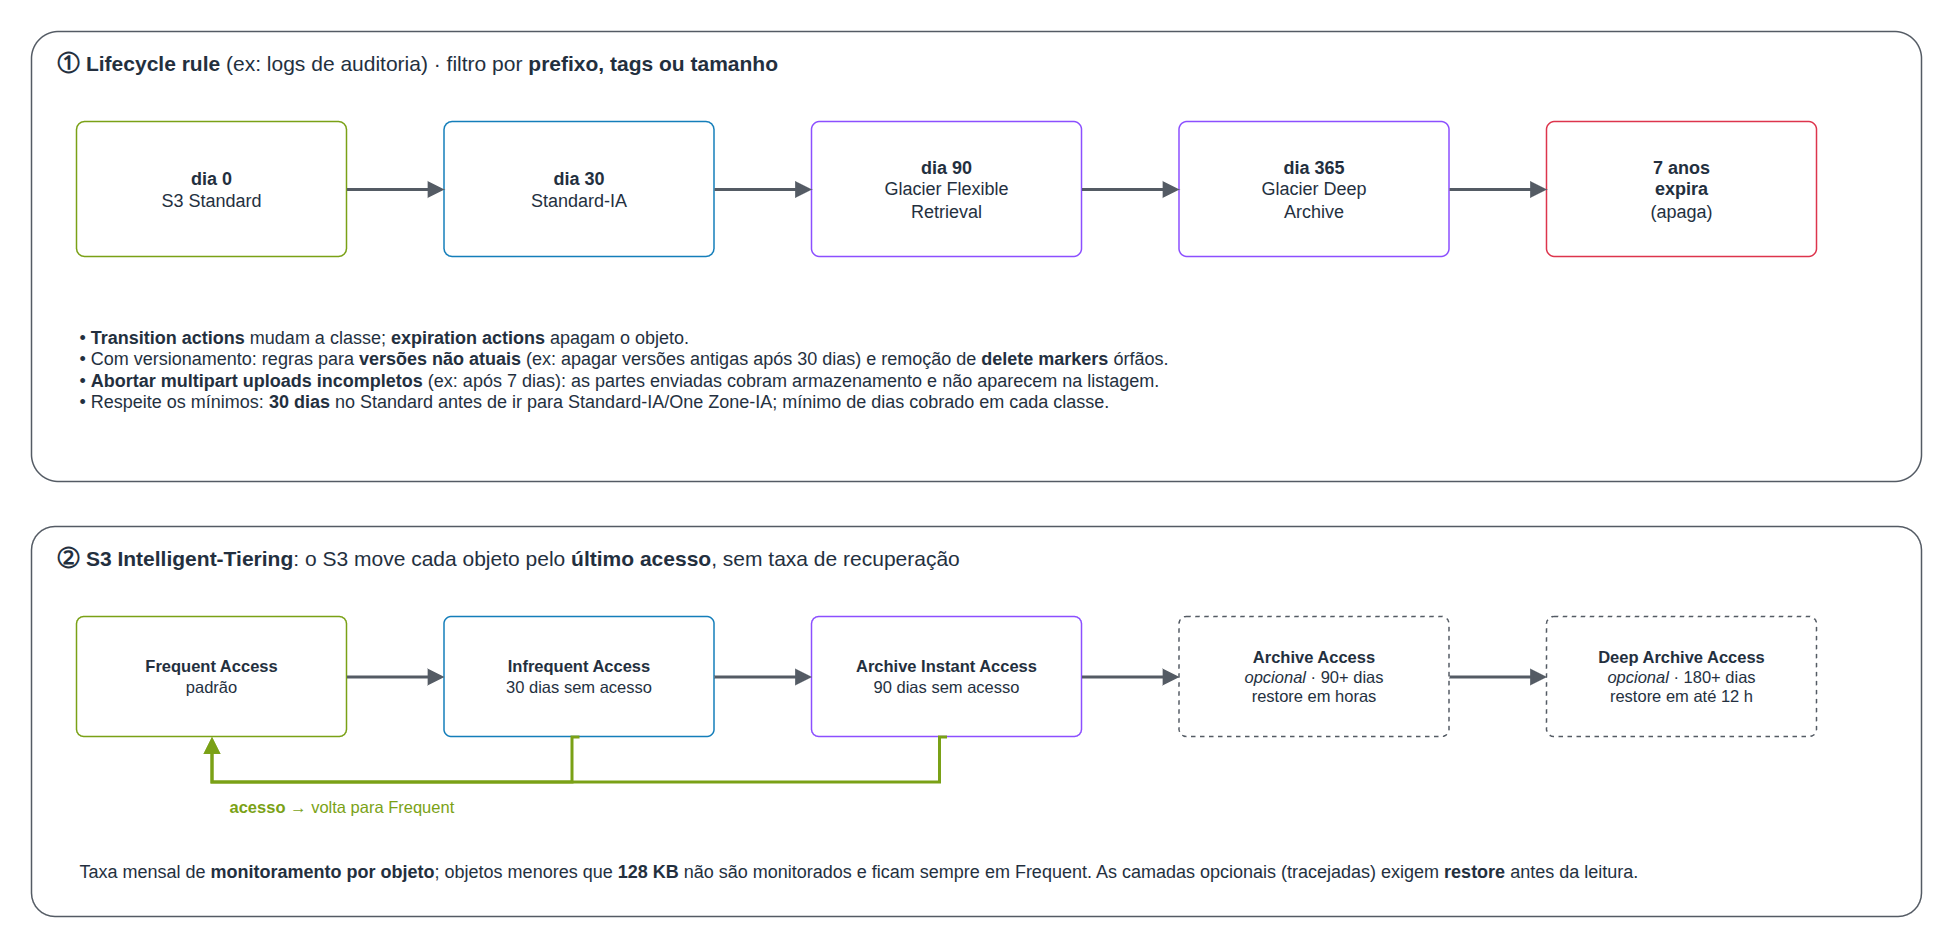 ① Lifecycle rule (ex: logs de auditoria) · filtro por prefixo, tags ou tamanho
dia 0
S3 Standard
dia 30
Standard-IA
dia 90
Glacier Flexible
Retrieval
dia 365
Glacier Deep
Archive
7 anos
expira
(apaga)
• Transition actions mudam a classe; expiration actions apagam o objeto.
• Com versionamento: regras para versões não atuais (ex: apagar versões antigas após 30 dias) e remoção de delete markers órfãos.
• Abortar multipart uploads incompletos (ex: após 7 dias): as partes enviadas cobram armazenamento e não aparecem na listagem.
• Respeite os mínimos: 30 dias no Standard antes de ir para Standard-IA/One Zone-IA; mínimo de dias cobrado em cada classe.
② S3 Intelligent-Tiering: o S3 move cada objeto pelo último acesso, sem taxa de recuperação
Frequent Access
padrão
Infrequent Access
30 dias sem acesso
Archive Instant Access
90 dias sem acesso
Archive Access
opcional · 90+ dias
restore em horas
Deep Archive Access
opcional · 180+ dias
restore em até 12 h
acesso → volta para Frequent
Taxa mensal de monitoramento por objeto; objetos menores que 128 KB não são monitorados e ficam sempre em Frequent. As camadas opcionais (tracejadas) exigem restore antes da leitura.